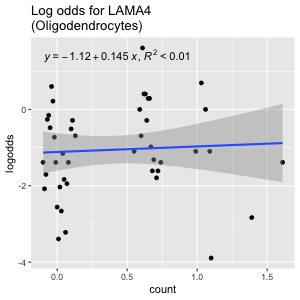 Log odds for LAMA4
(Oligodendrocytes)
y = −1.12 + 0.145 x, R² < 0.01
logodds
0
-2
-4
0.0 0.5 1.0 1.5
count